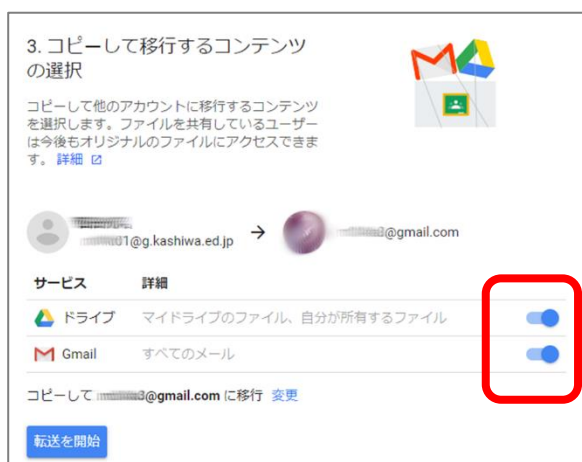 3. コピーして移行するコンテンツ
の選択
コピーして他のアカウントに移行するコンテンツ
を選択します。ファイルを共有しているユーザー
は今後もオリジナルのファイルにアクセスできま
す。 詳細
1@g.kashiwa.ed.jp → @gmail.com
サービス 詳細
ドライブ マイドライブのファイル、自分が所有するファイル
Gmail すべてのメール
コピーして 3@gmail.com に移行 変更
転送を開始